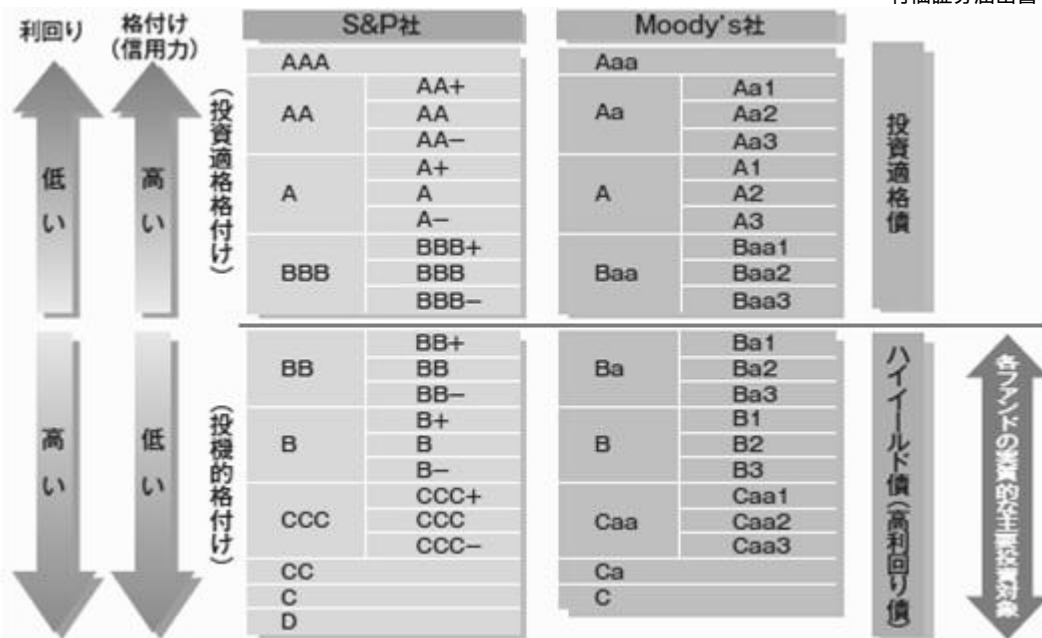 利回り
格付け
(信用力)
S&P社
Moody's社
低い
高い
高い
低い
(投資適格格付け)
(投機的格付け)
AAA
Aaa
AA
AA+
AA
AA−
Aa
Aa1
Aa2
Aa3
A
A+
A
A−
A
A1
A2
A3
BBB
BBB+
BBB
BBB−
Baa
Baa1
Baa2
Baa3
BB
BB+
BB
BB−
Ba
Ba1
Ba2
Ba3
B
B+
B
B−
B
B1
B2
B3
CCC
CCC+
CCC
CCC−
Caa
Caa1
Caa2
Caa3
CC
Ca
C
C
D
投資適格債
ハイイールド債(高利回り債)
各ファンドの実質的な主要投資対象